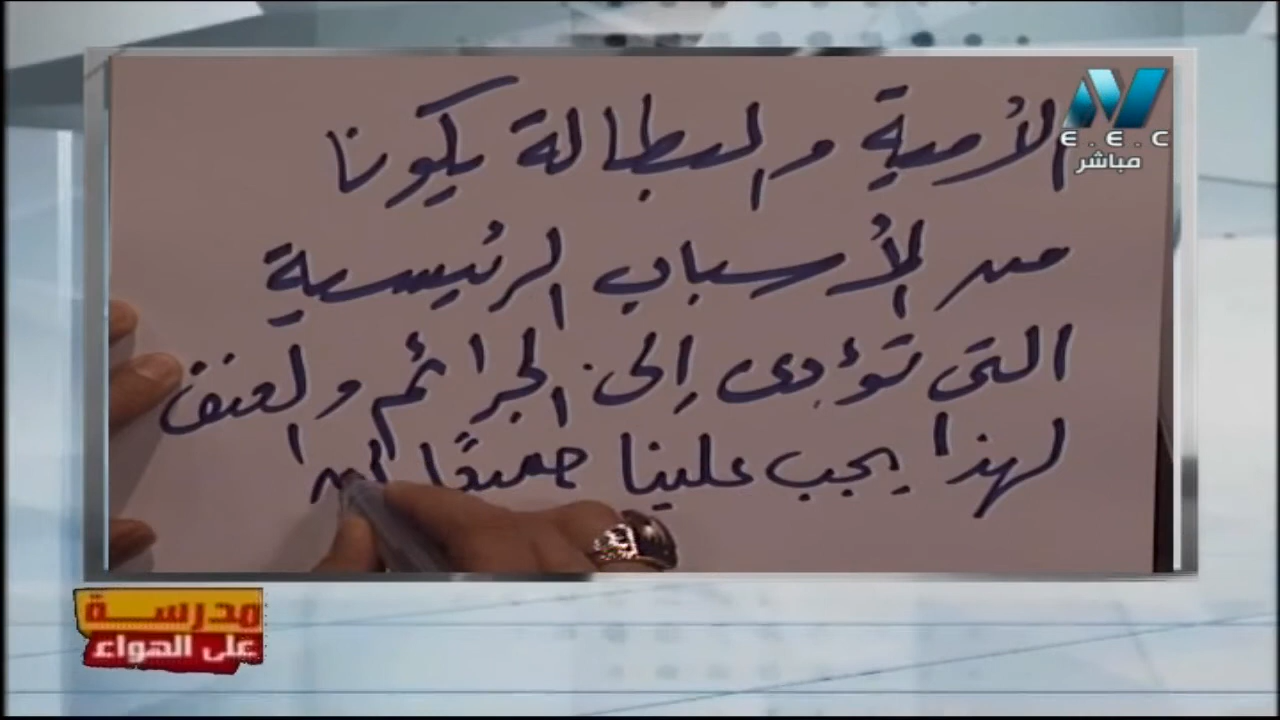 الأمية والبطالة يكونا
من الأسباب الرئيسية
التى تؤدى إلى الجرائم والعنف
لهذا يجب علينا جميعًا
E.E.C
مباشر
مدرسة
على الهواء